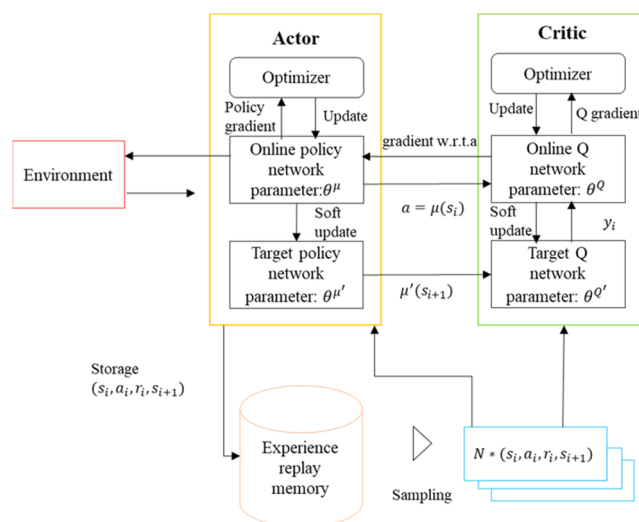 Actor
Optimizer
Policy
gradient
Update
Online policy
network
parameter:θ^μ
Soft
update
Target policy
network
parameter: θ^μ'
Environment
gradient w.r.t.a
a = μ(s_i)
μ'(s_{i+1})
Critic
Optimizer
Update
Q gradient
Online Q
network
parameter: θ^Q
Soft
update
y_i
Target Q
network
parameter: θ^Q'
Storage
(s_i, a_i, r_i, s_{i+1})
Experience
replay
memory
Sampling
N * (s_i, a_i, r_i, s_{i+1})